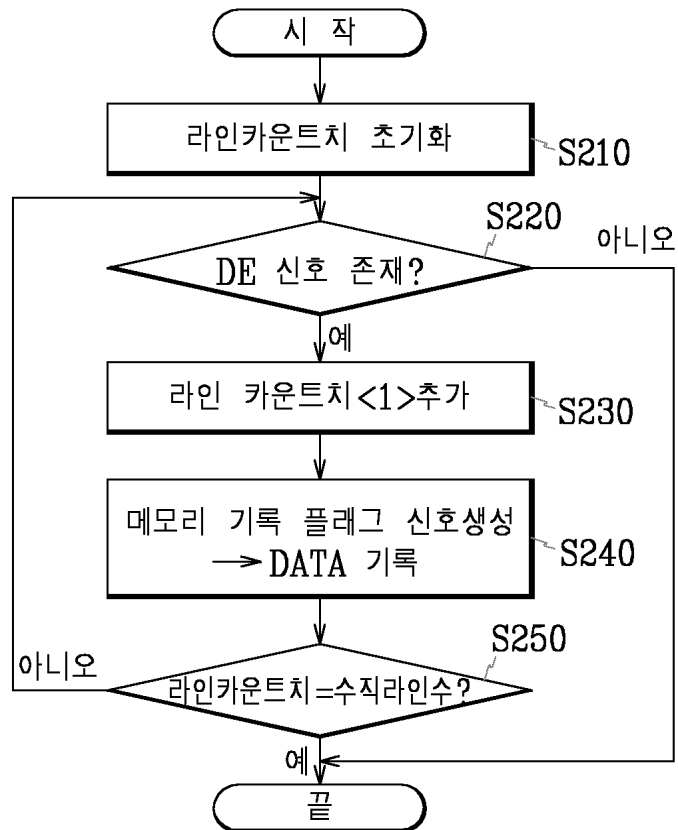 시 작
라인카운트치 초기화
S210
S220
아니오
DE 신호 존재?
예
라인 카운트치<1>추가
S230
메모리 기록 플래그 신호생성
→ DATA 기록
S240
S250
아니오
라인카운트치=수직라인수?
예
끝